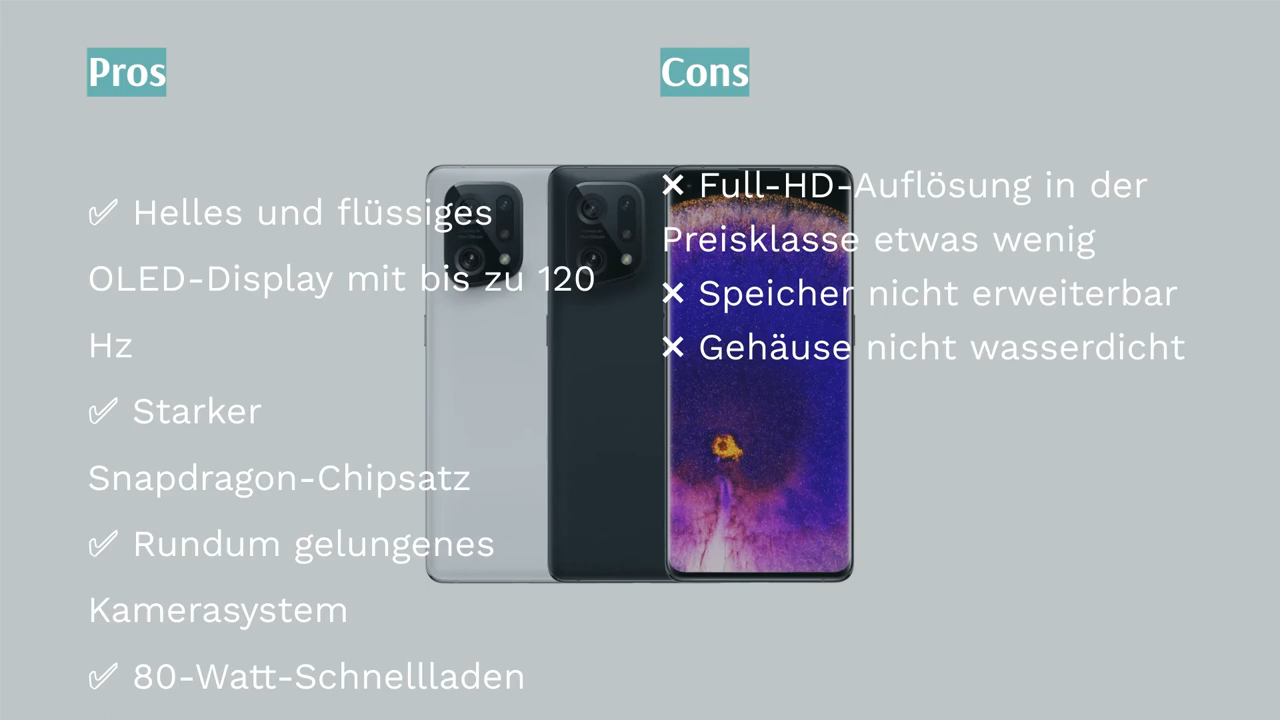 Pros
✅ Helles und flüssiges
OLED-Display mit bis zu 120
Hz
✅ Starker
Snapdragon-Chipsatz
✅ Rundum gelungenes
Kamerasystem
✅ 80-Watt-Schnellladen
Cons
❌ Full-HD-Auflösung in der
Preisklasse etwas wenig
❌ Speicher nicht erweiterbar
❌ Gehäuse nicht wasserdicht